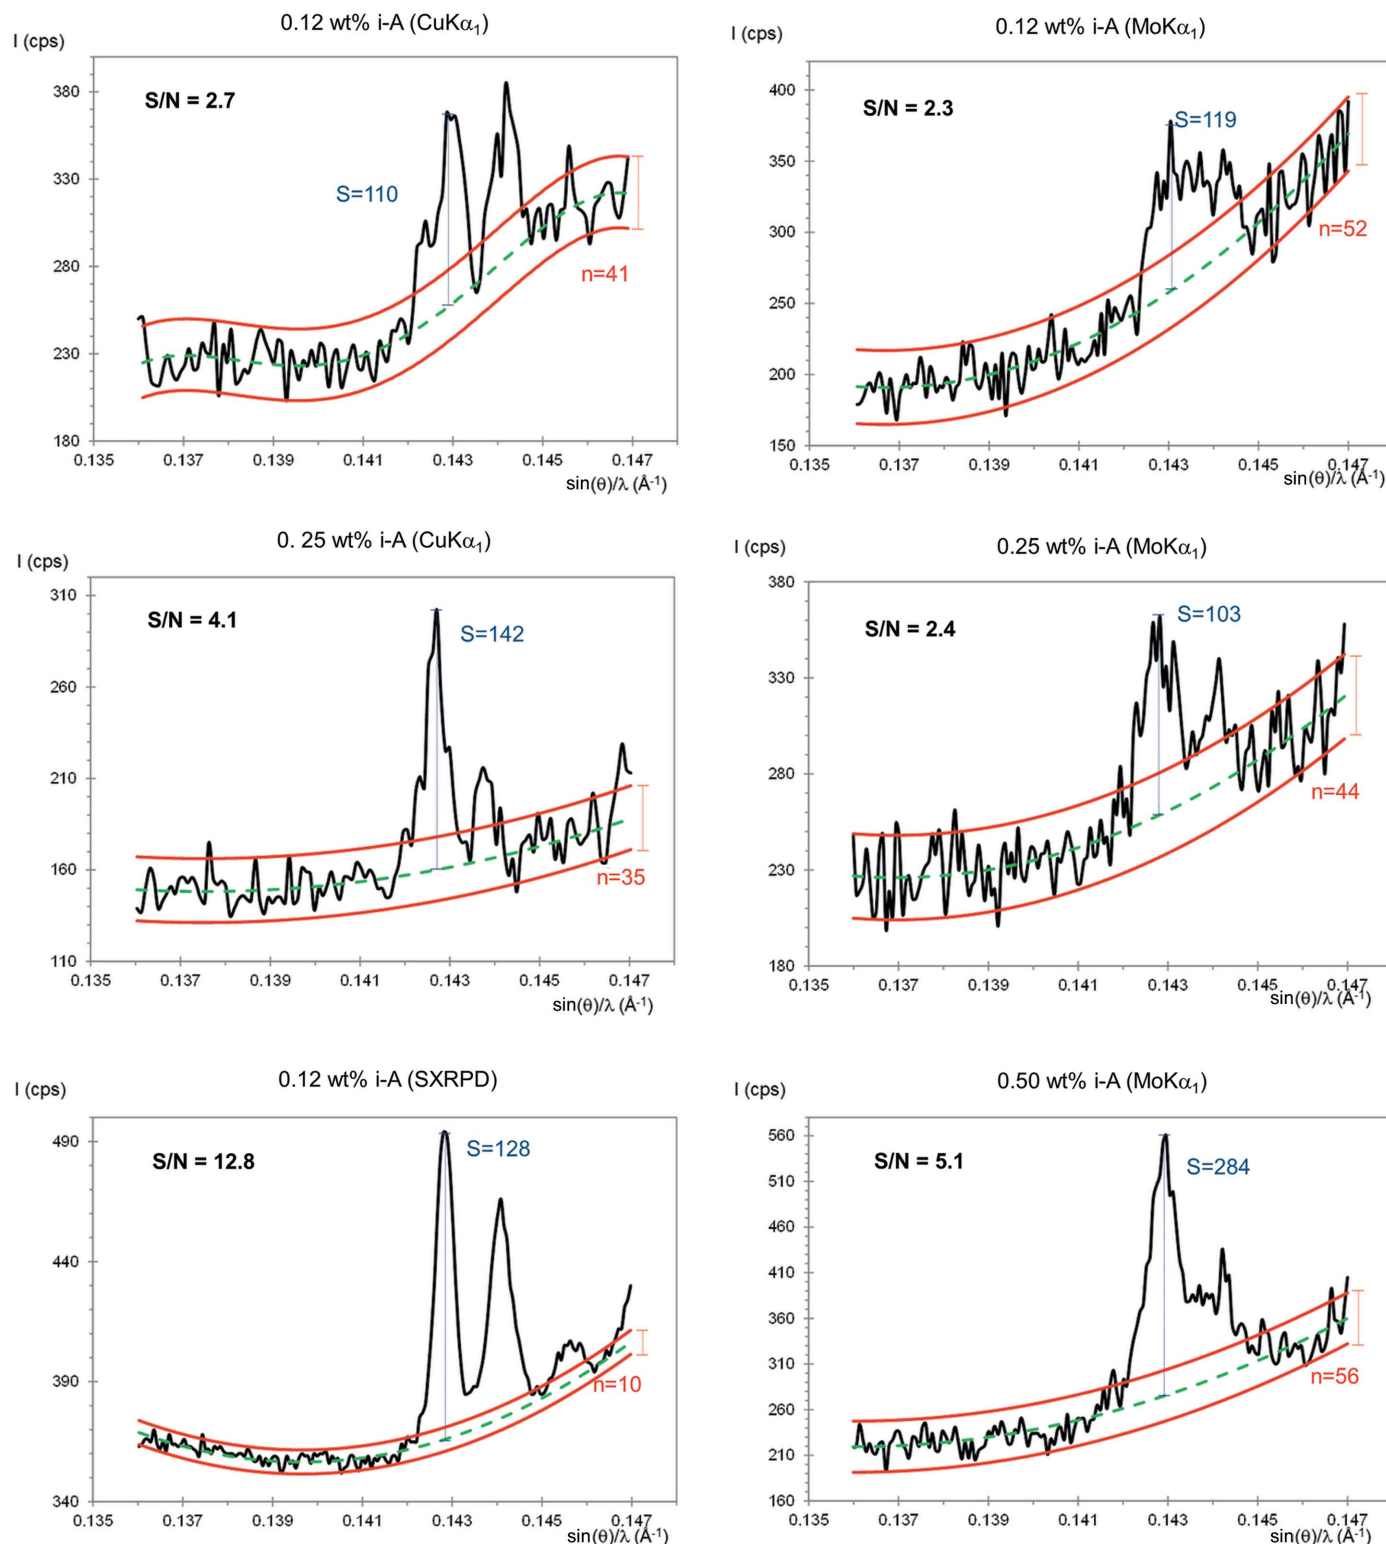 0.12 wt% i-A (CuKα₁)
I (cps)
S/N = 2.7
S=110
n=41
380
330
280
230
180
0.135 0.137 0.139 0.141 0.143 0.145 0.147
sin(θ)/λ (Å⁻¹)
0.12 wt% i-A (MoKα₁)
I (cps)
S/N = 2.3
S=119
n=52
400
350
300
250
200
150
0.135 0.137 0.139 0.141 0.143 0.145 0.147
sin(θ)/λ (Å⁻¹)
0. 25 wt% i-A (CuKα₁)
I (cps)
S/N = 4.1
S=142
n=35
310
260
210
160
110
0.135 0.137 0.139 0.141 0.143 0.145 0.147
sin(θ)/λ (Å⁻¹)
0.25 wt% i-A (MoKα₁)
I (cps)
S/N = 2.4
S=103
n=44
380
330
280
230
180
0.135 0.137 0.139 0.141 0.143 0.145 0.147
sin(θ)/λ (Å⁻¹)
0.12 wt% i-A (SXRPD)
I (cps)
S/N = 12.8
S=128
n=10
490
440
390
340
0.135 0.137 0.139 0.141 0.143 0.145 0.147
sin(θ)/λ (Å⁻¹)
0.50 wt% i-A (MoKα₁)
I (cps)
S/N = 5.1
S=284
n=56
560
510
460
410
360
310
260
210
160
0.135 0.137 0.139 0.141 0.143 0.145 0.147
sin(θ)/λ (Å⁻¹)